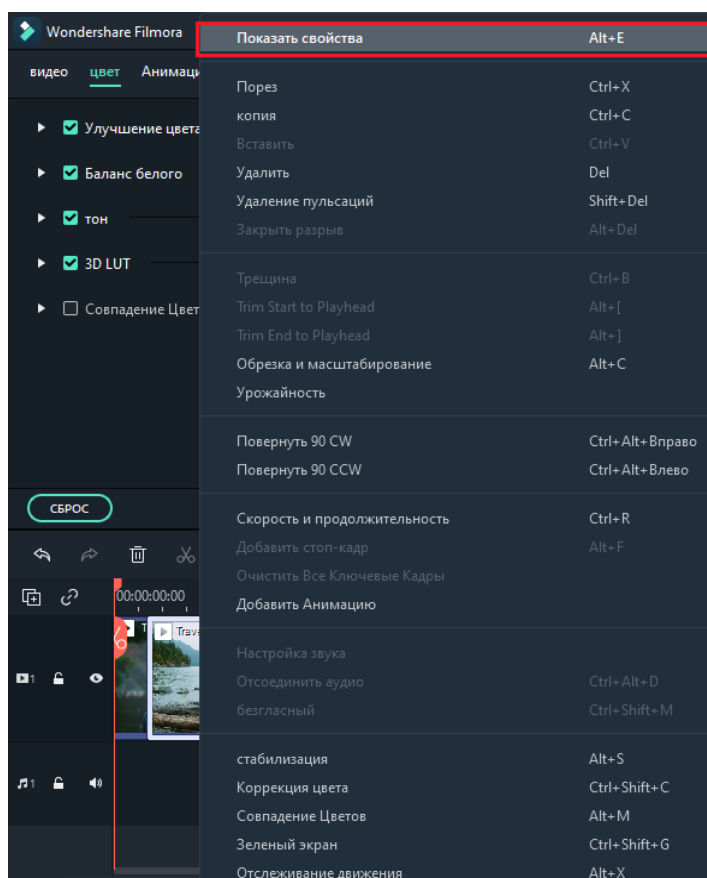 Wondershare Filmora
видео цвет Анимаци
Улучшение цвета
Баланс белого
тон
3D LUT
Совпадение Цвет
СБРОС
00:00:00:00
T
Trave
1
1
Показать свойства Alt+E
Порез Ctrl+X
копия Ctrl+C
Вставить Ctrl+V
Удалить Del
Удаление пульсаций Shift+Del
Закрыть разрыв Alt+Del
Трещина Ctrl+B
Trim Start to Playhead Alt+[
Trim End to Playhead Alt+]
Обрезка и масштабирование Alt+C
Урожайность
Повернуть 90 CW Ctrl+Alt+Вправо
Повернуть 90 CCW Ctrl+Alt+Влево
Скорость и продолжительность Ctrl+R
Добавить стоп-кадр Alt+F
Очистить Все Ключевые Кадры
Добавить Анимацию
Настройка звука
Отсоединить аудио Ctrl+Alt+D
безгласный Ctrl+Shift+M
стабилизация Alt+S
Коррекция цвета Ctrl+Shift+C
Совпадение Цветов Alt+M
Зеленый экран Ctrl+Shift+G
Отслеживание движения Alt+X